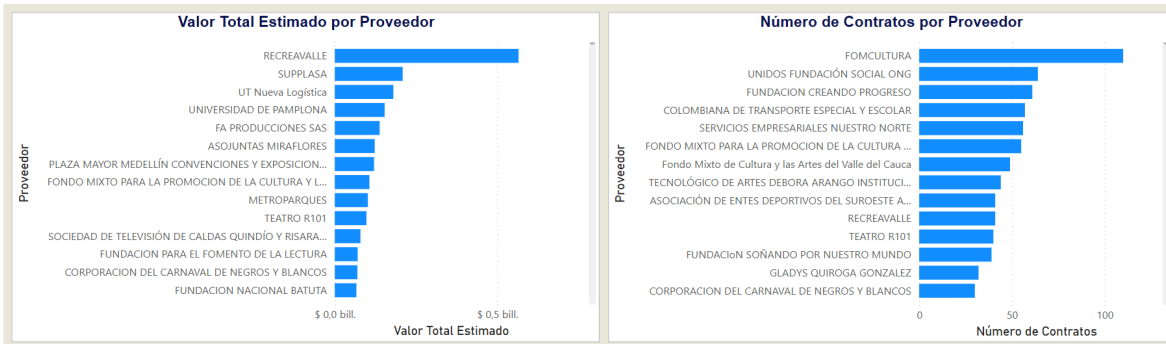 Valor Total Estimado por Proveedor
Proveedor
RECREAVALLE
SUPPLASA
UT Nueva Logística
UNIVERSIDAD DE PAMPLONA
FA PRODUCCIONES SAS
ASOJUNTAS MIRAFLORES
PLAZA MAYOR MEDELLÍN CONVENCIONES Y EXPOSICION...
FONDO MIXTO PARA LA PROMOCION DE LA CULTURA Y L...
METROPARQUES
TEATRO R101
SOCIEDAD DE TELEVISIÓN DE CALDAS QUINDÍO Y RISARA...
FUNDACION PARA EL FOMENTO DE LA LECTURA
CORPORACION DEL CARNAVAL DE NEGROS Y BLANCOS
FUNDACION NACIONAL BATUTA
$ 0,0 bill. $ 0,5 bill.
Valor Total Estimado
Número de Contratos por Proveedor
Proveedor
FOMCULTURA
UNIDOS FUNDACIÓN SOCIAL ONG
FUNDACION CREANDO PROGRESO
COLOMBIANA DE TRANSPORTE ESPECIAL Y ESCOLAR
SERVICIOS EMPRESARIALES NUESTRO NORTE
FONDO MIXTO PARA LA PROMOCION DE LA CULTURA ...
Fondo Mixto de Cultura y las Artes del Valle del Cauca
TECNOLÓGICO DE ARTES DEBORA ARANGO INSTITUCI...
ASOCIACIÓN DE ENTES DEPORTIVOS DEL SUROESTE A...
RECREAVALLE
TEATRO R101
FUNDACIoN SOÑANDO POR NUESTRO MUNDO
GLADYS QUIROGA GONZALEZ
CORPORACION DEL CARNAVAL DE NEGROS Y BLANCOS
0 50 100
Número de Contratos